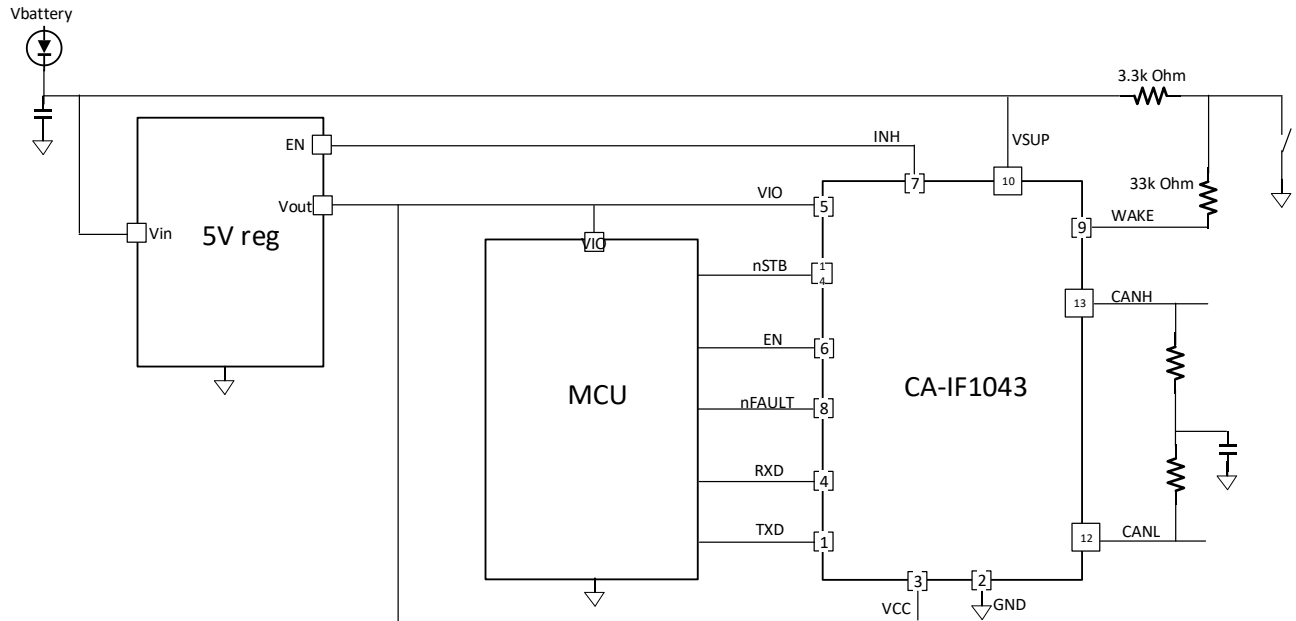 Vbattery
3.3k Ohm
EN
INH
VSUP
7
10
33k Ohm
Vout
VIO
5
WAKE
9
Vin
5V reg
VIO
nSTB
1
4
13
CANH
EN
6
MCU
CA-IF1043
nFAULT
8
RXD
4
TXD
1
12
CANL
3
2
VCC
GND